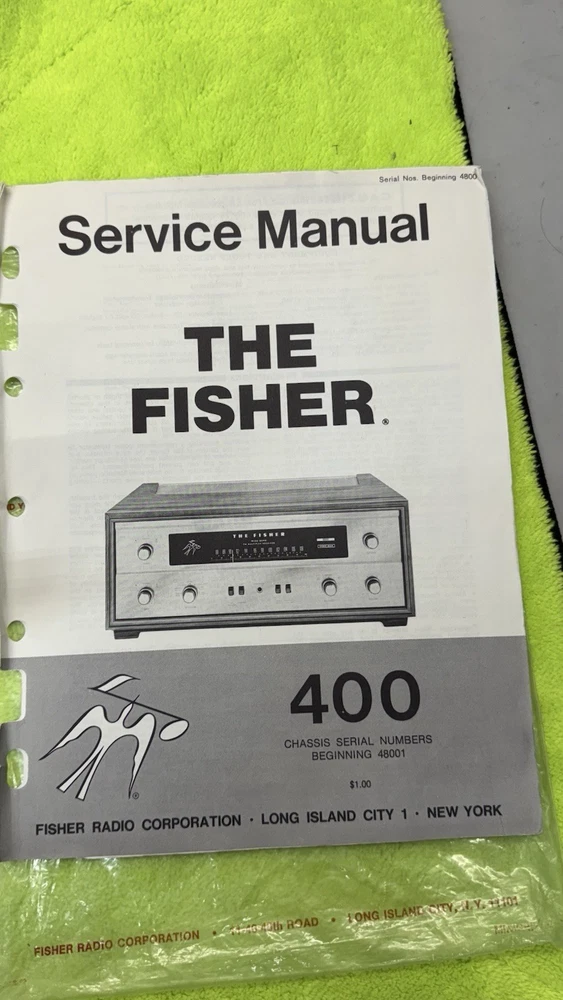 Serial Nos. Beginning 4800
Service Manual
THE
FISHER®
THE FISHER
400
CHASSIS SERIAL NUMBERS
BEGINNING 48001
$1.00
®
FISHER RADIO CORPORATION · LONG ISLAND CITY 1 · NEW YORK
FISHER RADIO CORPORATION • ROAD • LONG ISLAND CITY, N. Y. 11101